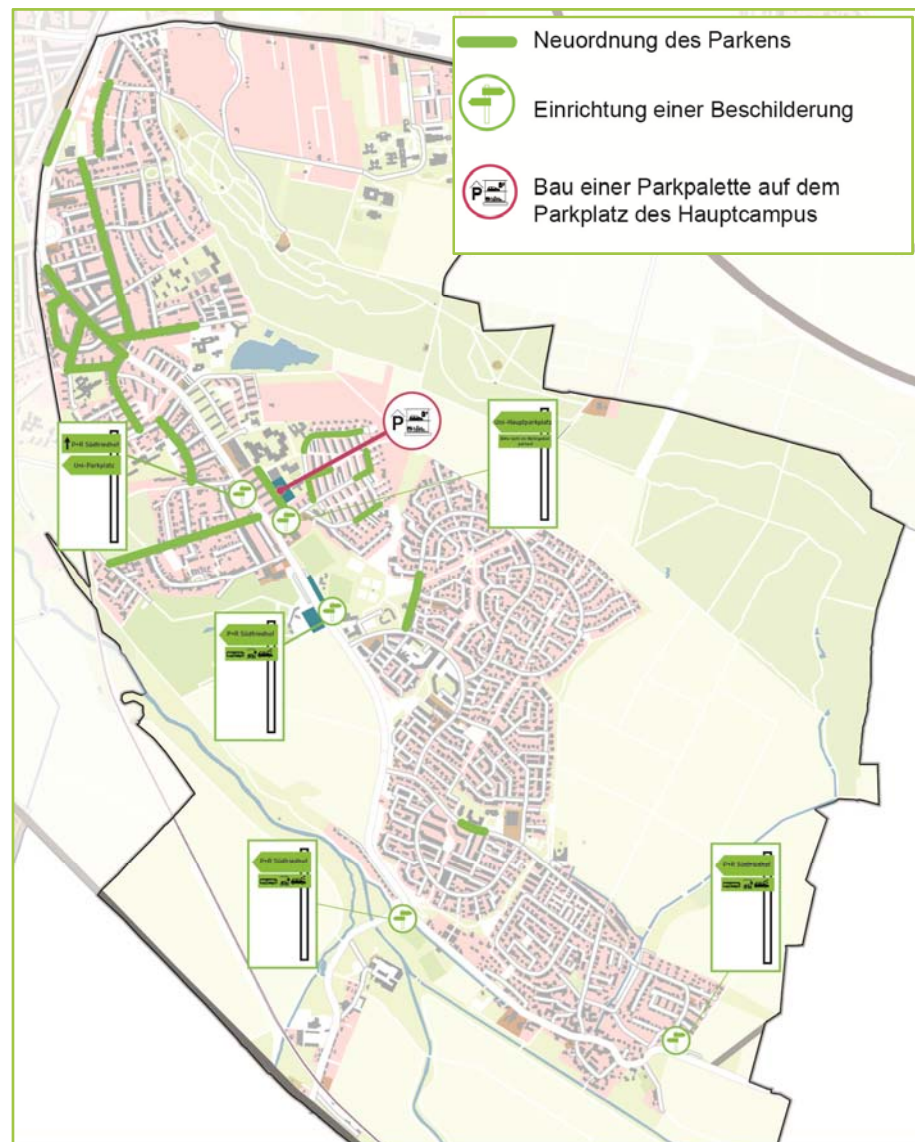 Neuordnung des Parkens
Einrichtung einer Beschilderung
P
Bau einer Parkpalette auf dem
Parkplatz des Hauptcampus
P
P+R Südfriedhof
Uni-Parkplatz
Uni-Hauptparkplatz
P+R Südfriedhof
P+R Südfriedhof
P+R Südfriedhof